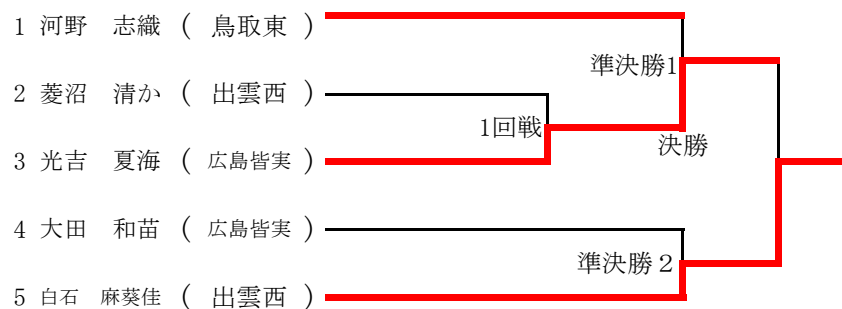 1 河野 志織 ( 鳥取東 )
準決勝1
2 菱沼 清か ( 出雲西 )
1回戦
決勝
3 光吉 夏海 ( 広島皆実 )
4 大田 和苗 ( 広島皆実 )
準決勝２
5 白石 麻葵佳 ( 出雲西 )